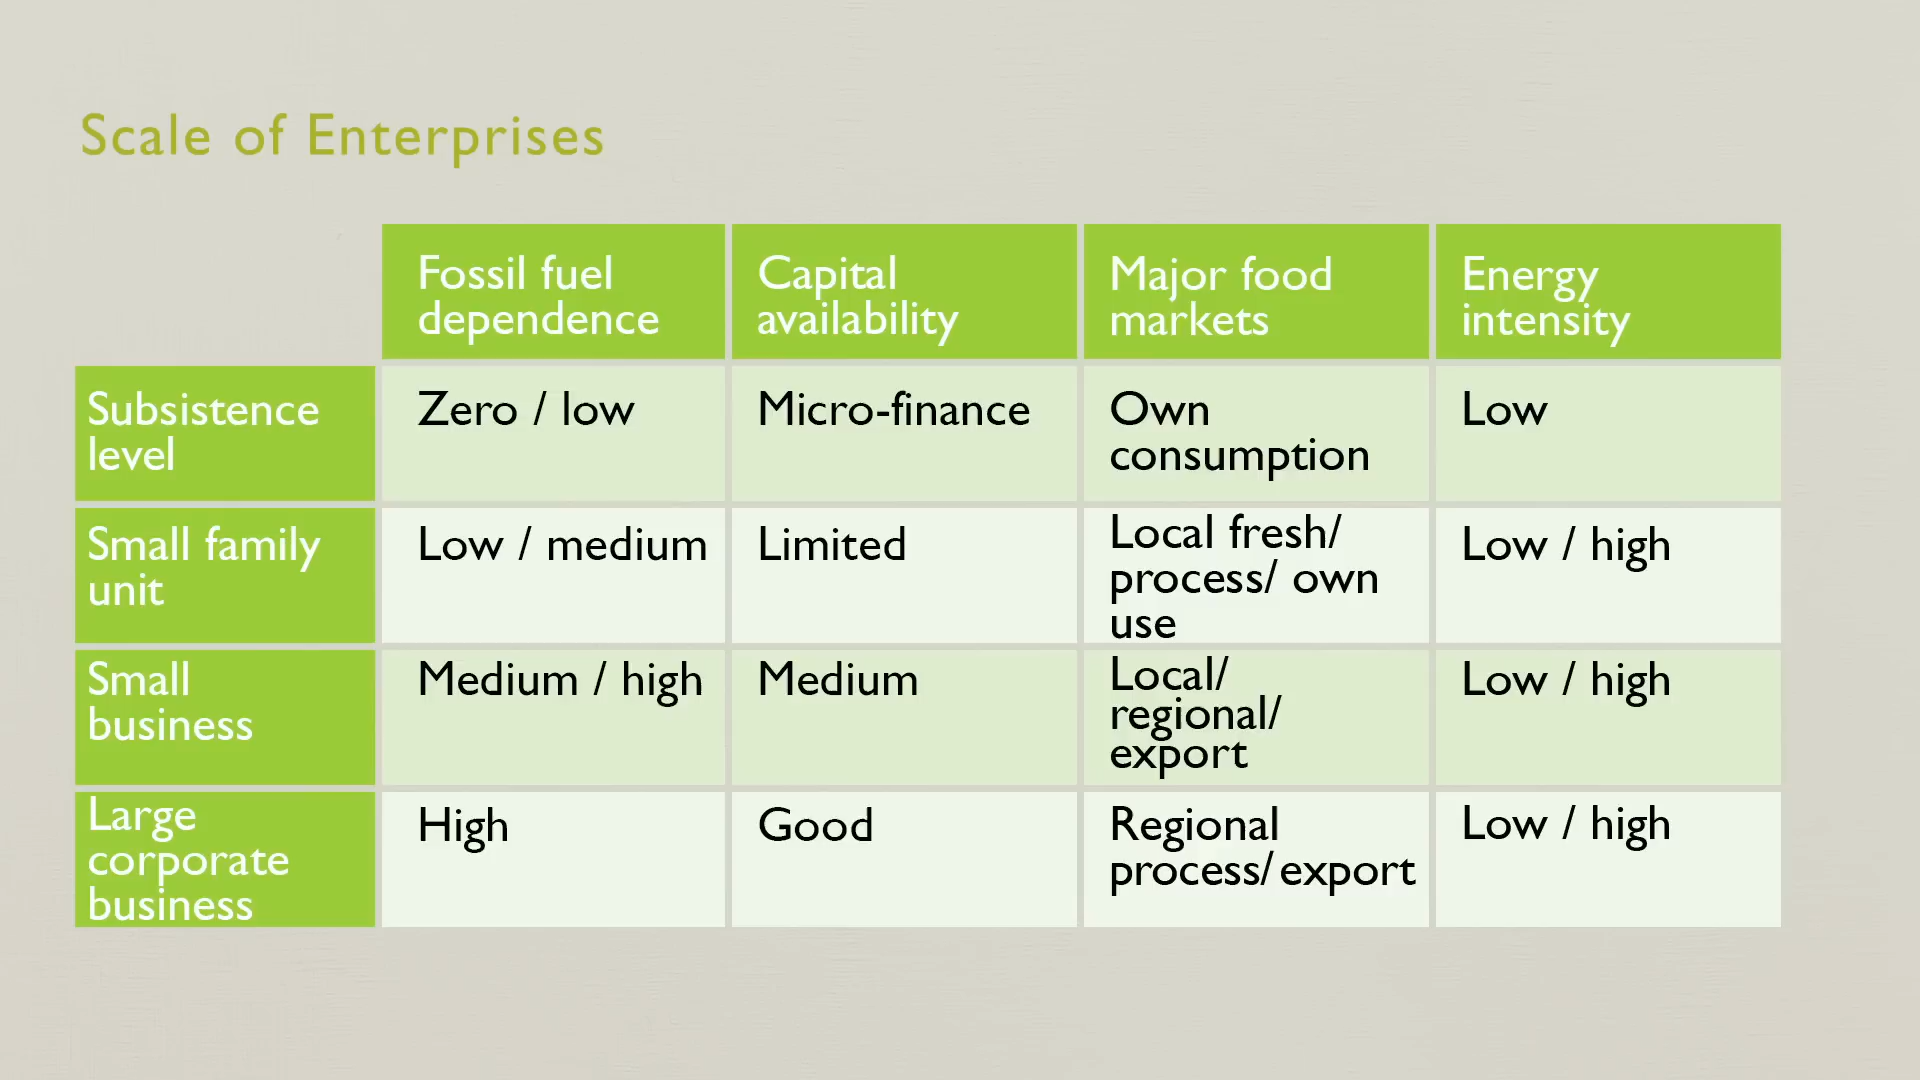 Scale of Enterprises
Fossil fuel
dependence
Capital
availability
Major food
markets
Energy
intensity
Subsistence
level
Zero / low
Micro-finance
Own
consumption
Low
Small family
unit
Low / medium
Limited
Local fresh/
process/ own
use
Low / high
Small
business
Medium / high
Medium
Local/
regional/
export
Low / high
Large
corporate
business
High
Good
Regional
process/ export
Low / high